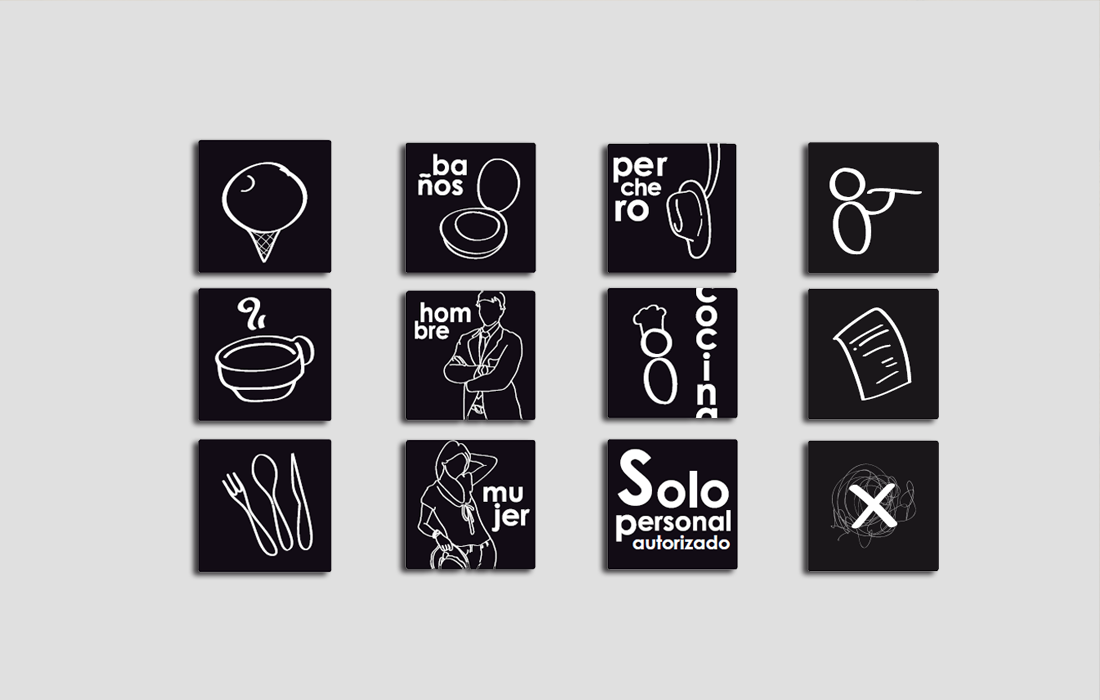 ba
ños
per
che
ro
hom
bre
cocina
mu
jer
Solo
personal
autorizado